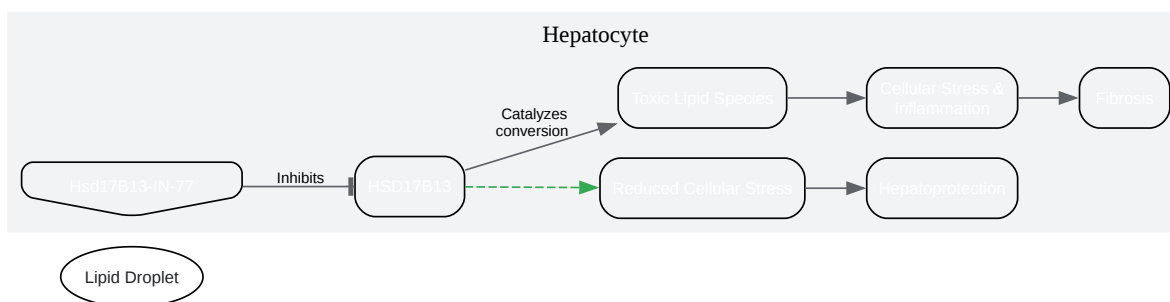 Hepatocyte
Toxic Lipid Species
Cellular Stress &
Inflammation
Fibrosis
Catalyzes
conversion
Hsd17B13-IN-77
Inhibits
HSD17B13
Reduced Cellular Stress
Hepatoprotection
Lipid Droplet